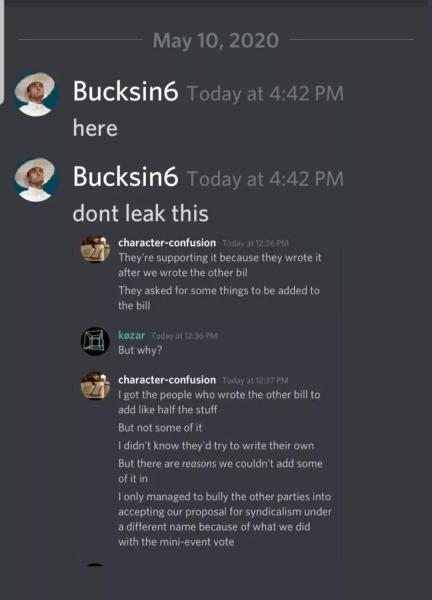 May 10, 2020
Bucksin6 Today at 4:42 PM
here
Bucksin6 Today at 4:42 PM
dont leak this
character-confusion Today at 12:36 PM
They're supporting it because they wrote it
after we wrote the other bil
They asked for some things to be added to
the bill
køzar Today at 12:36 PM
But why?
character-confusion Today at 12:37 PM
I got the people who wrote the other bill to
add like half the stuff
But not some of it
I didn't know they'd try to write their own
But there are reasons we couldn't add some
of it in
I only managed to bully the other parties into
accepting our proposal for syndicalism under
a different name because of what we did
with the mini-event vote